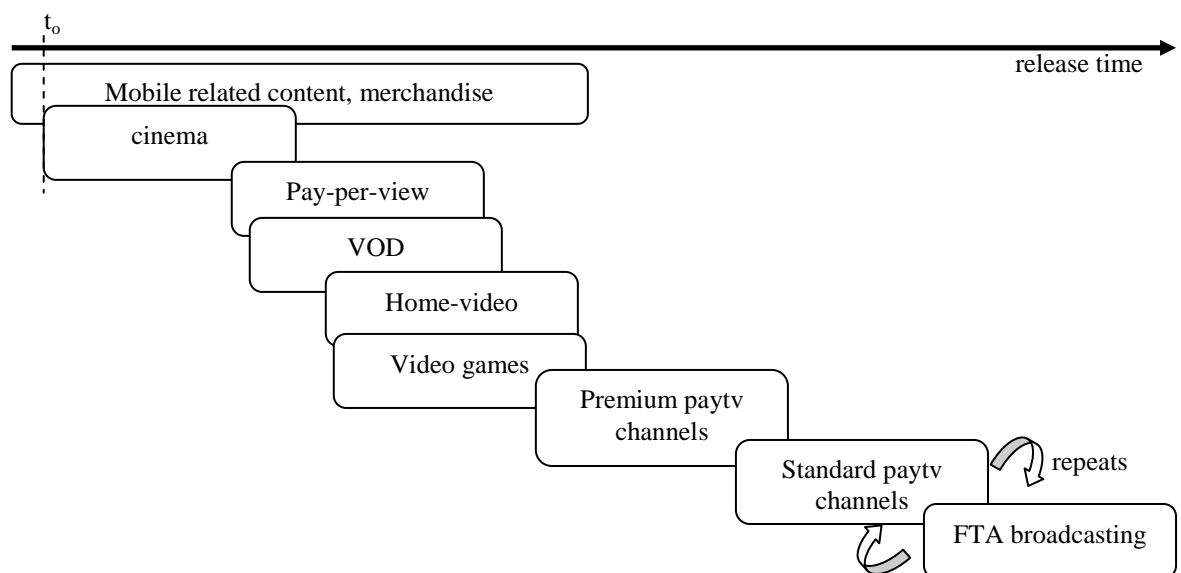 t₀
release time
Mobile related content, merchandise
cinema
Pay-per-view
VOD
Home-video
Video games
Premium paytv
channels
Standard paytv
channels
repeats
FTA broadcasting